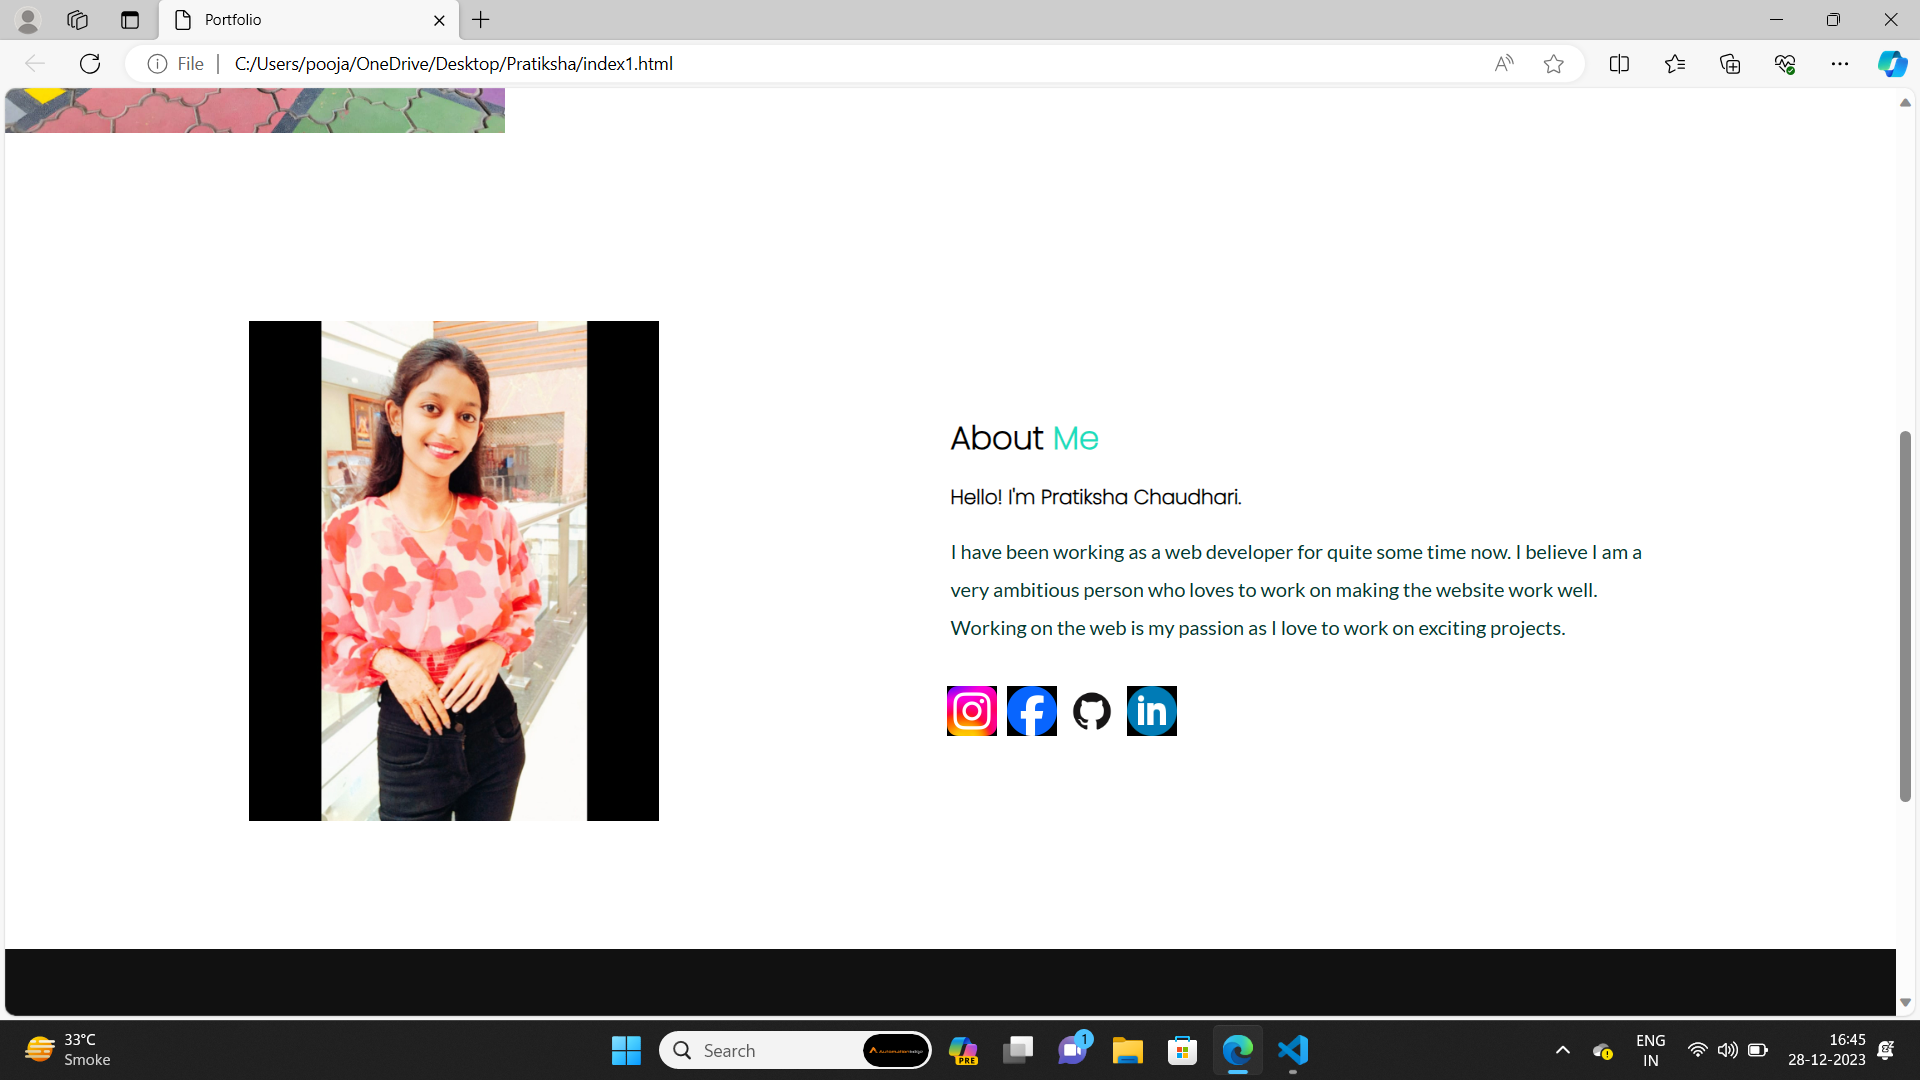 Portfolio
File
C:/Users/pooja/OneDrive/Desktop/Pratiksha/index1.html
About Me
Hello! I'm Pratiksha Chaudhari.
I have been working as a web developer for quite some time now. I believe I am a
very ambitious person who loves to work on making the website work well.
Working on the web is my passion as I love to work on exciting projects.
in
33°C
Smoke
Search
PRE
1
ENG
IN
16:45
28-12-2023